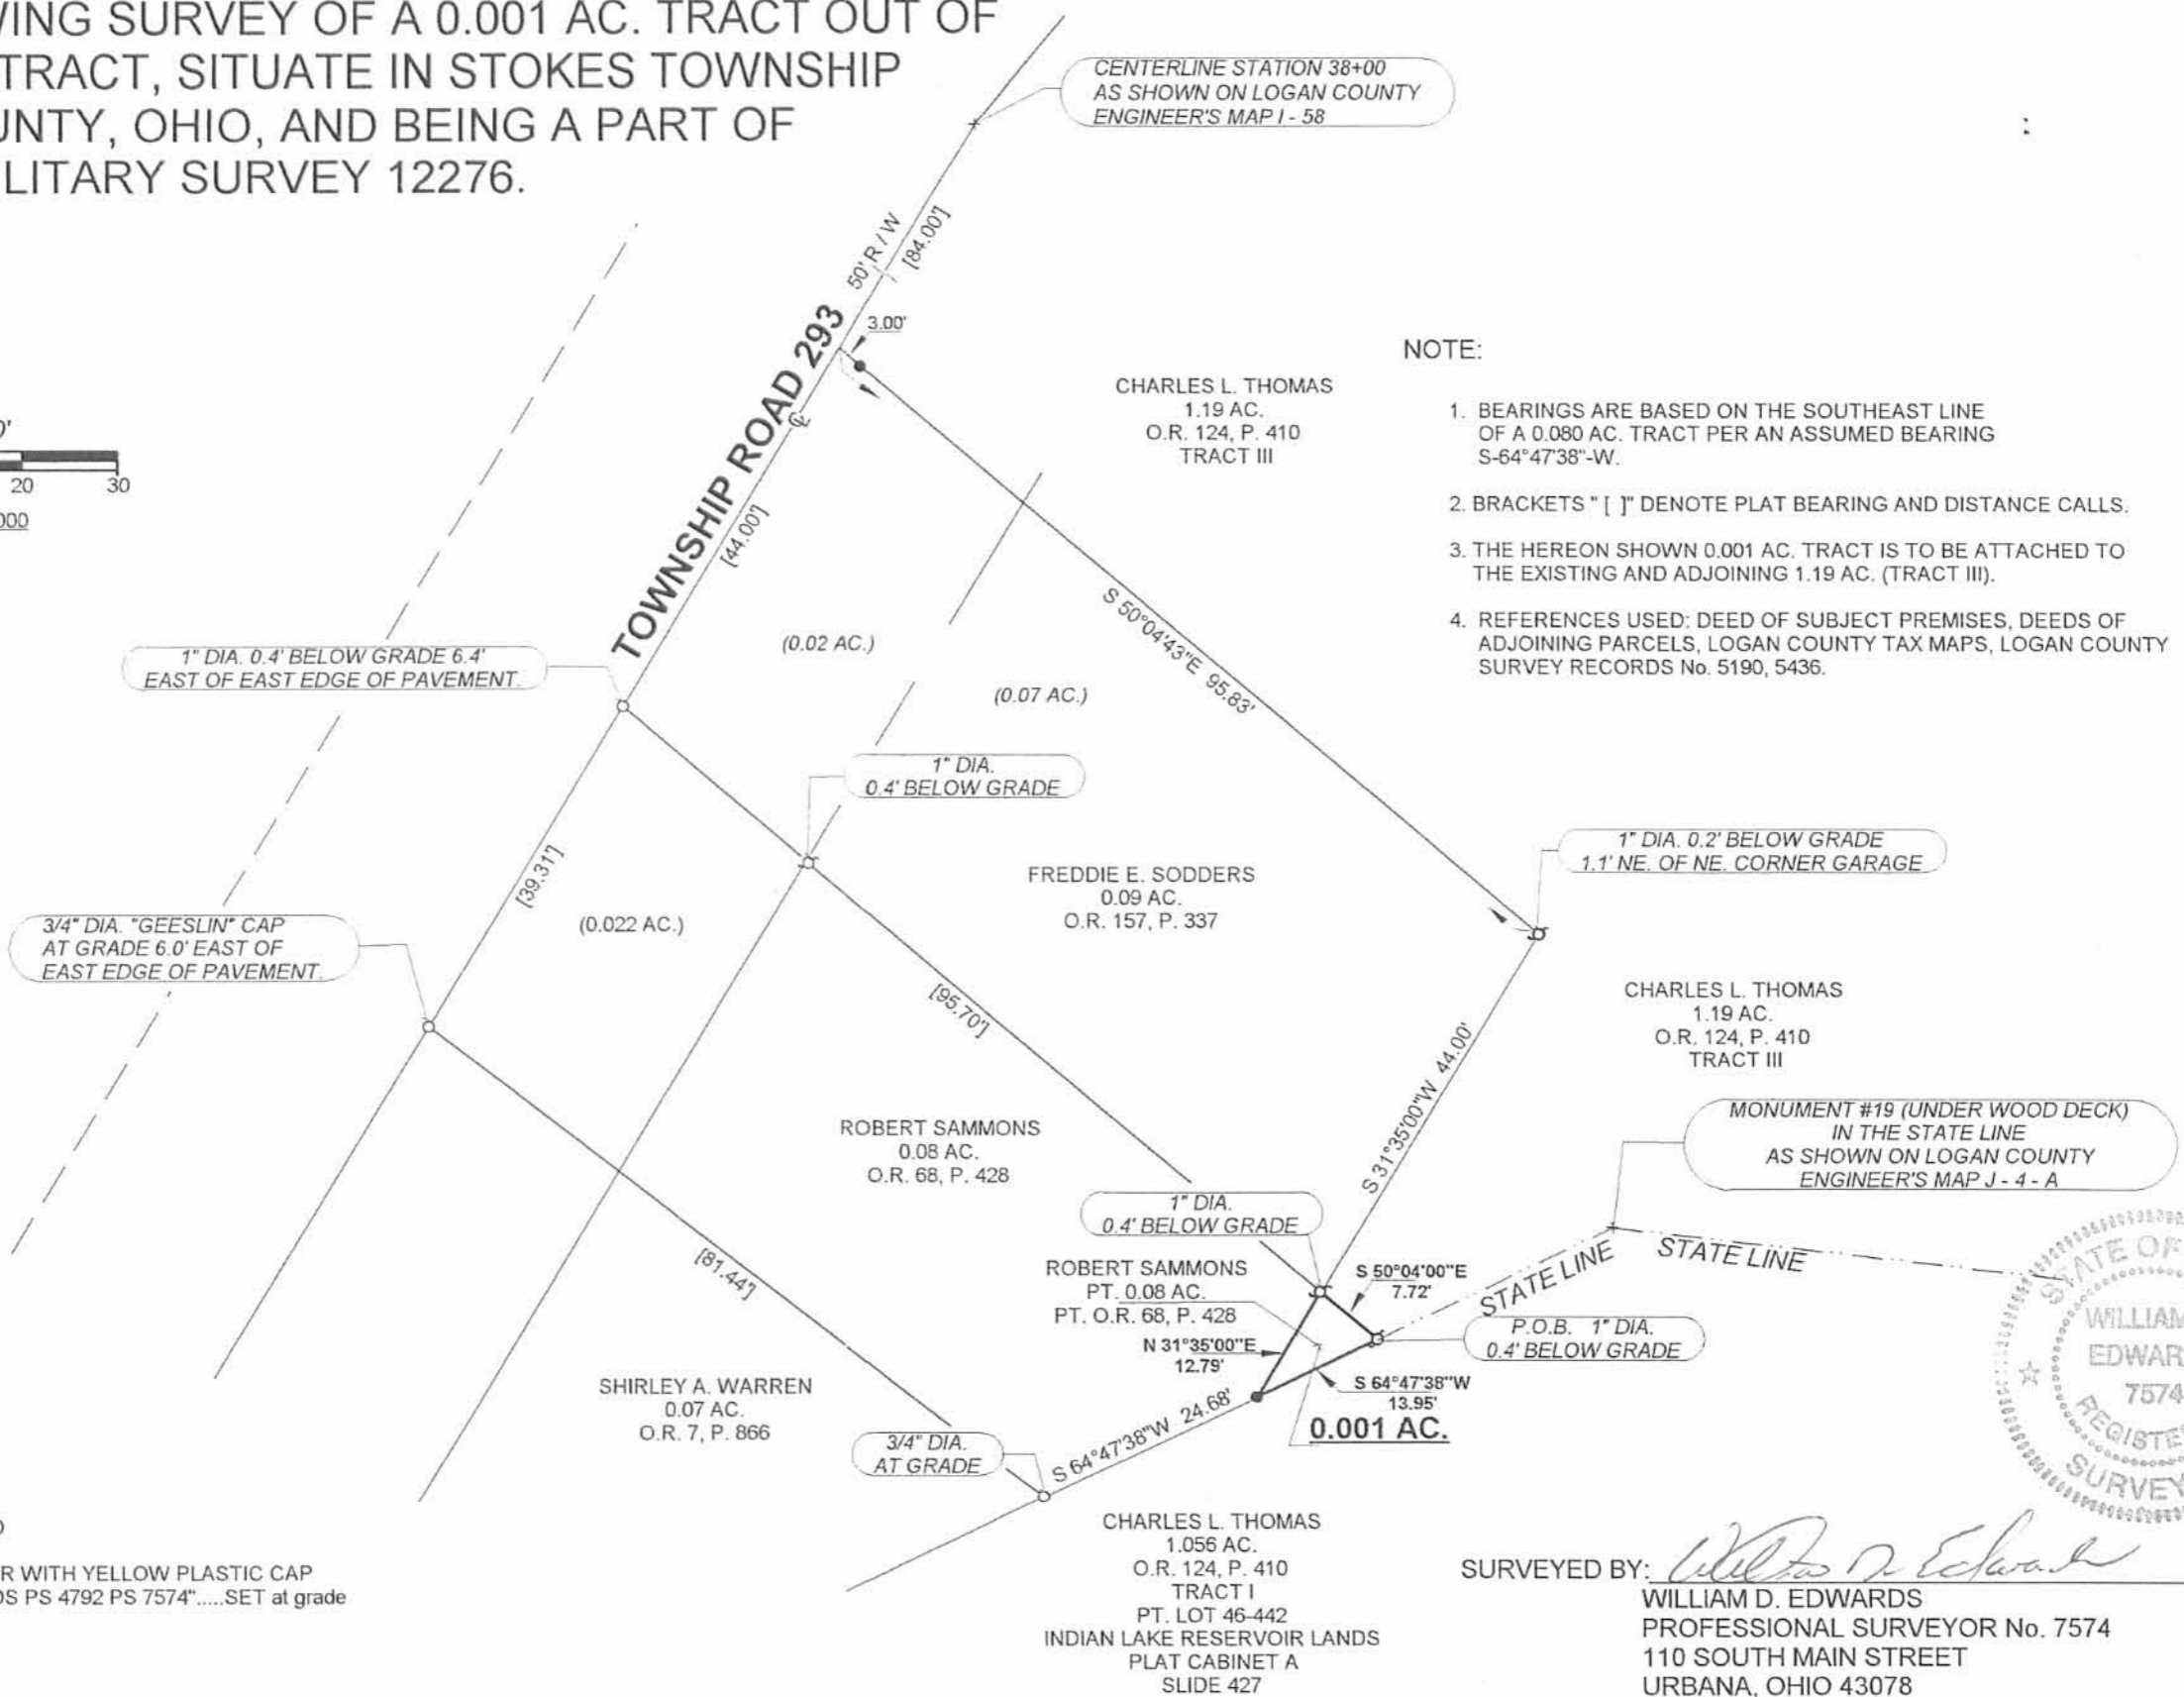 WING SURVEY OF A 0.001 AC. TRACT OUT OF
TRACT, SITUATE IN STOKES TOWNSHIP
UNTY, OHIO, AND BEING A PART OF
LITARY SURVEY 12276.
CENTERLINE STATION 38+00
AS SHOWN ON LOGAN COUNTY
ENGINEER'S MAP I - 58
50' R / W
[84.00']
3.00'
TOWNSHIP ROAD 293
[44.00']
0'
20 30
000
CHARLES L. THOMAS
1.19 AC.
O.R. 124, P. 410
TRACT III
NOTE:
1. BEARINGS ARE BASED ON THE SOUTHEAST LINE
OF A 0.080 AC. TRACT PER AN ASSUMED BEARING
S-64°47'38"-W.
2. BRACKETS " [ ]" DENOTE PLAT BEARING AND DISTANCE CALLS.
3. THE HEREON SHOWN 0.001 AC. TRACT IS TO BE ATTACHED TO
THE EXISTING AND ADJOINING 1.19 AC. (TRACT III).
4. REFERENCES USED: DEED OF SUBJECT PREMISES, DEEDS OF
ADJOINING PARCELS, LOGAN COUNTY TAX MAPS, LOGAN COUNTY
SURVEY RECORDS No. 5190, 5436.
S 50°04'43"E 95.83'
1" DIA. 0.4' BELOW GRADE 6.4'
EAST OF EAST EDGE OF PAVEMENT.
(0.02 AC.)
(0.07 AC.)
1" DIA.
0.4' BELOW GRADE
1" DIA. 0.2' BELOW GRADE
1.1' NE. OF NE. CORNER GARAGE
[39.31']
FREDDIE E. SODDERS
0.09 AC.
O.R. 157, P. 337
3/4" DIA. "GEESLIN" CAP
AT GRADE 6.0' EAST OF
EAST EDGE OF PAVEMENT.
(0.022 AC.)
[95.70']
CHARLES L. THOMAS
1.19 AC.
O.R. 124, P. 410
TRACT III
S 31°35'00"W 44.00'
ROBERT SAMMONS
0.08 AC.
O.R. 68, P. 428
MONUMENT #19 (UNDER WOOD DECK)
IN THE STATE LINE
AS SHOWN ON LOGAN COUNTY
ENGINEER'S MAP J - 4 - A
1" DIA.
0.4' BELOW GRADE
[81.44']
ROBERT SAMMONS
PT. 0.08 AC.
PT. O.R. 68, P. 428
S 50°04'00"E
7.72'
STATE LINE
STATE LINE
P.O.B. 1" DIA.
0.4' BELOW GRADE
N 31°35'00"E
12.79'
S 64°47'38"W
13.95'
0.001 AC.
SHIRLEY A. WARREN
0.07 AC.
O.R. 7, P. 866
3/4" DIA.
AT GRADE
S 64°47'38"W 24.68'
CHARLES L. THOMAS
1.056 AC.
O.R. 124, P. 410
TRACT I
PT. LOT 46-442
INDIAN LAKE RESERVOIR LANDS
PLAT CABINET A
SLIDE 427
STATE OF
WILLIAM
EDWAR
7574
REGISTE
SURVEY
R WITH YELLOW PLASTIC CAP
DS PS 4792 PS 7574".....SET at grade
SURVEYED BY: William D. Edwards
WILLIAM D. EDWARDS
PROFESSIONAL SURVEYOR No. 7574
110 SOUTH MAIN STREET
URBANA, OHIO 43078